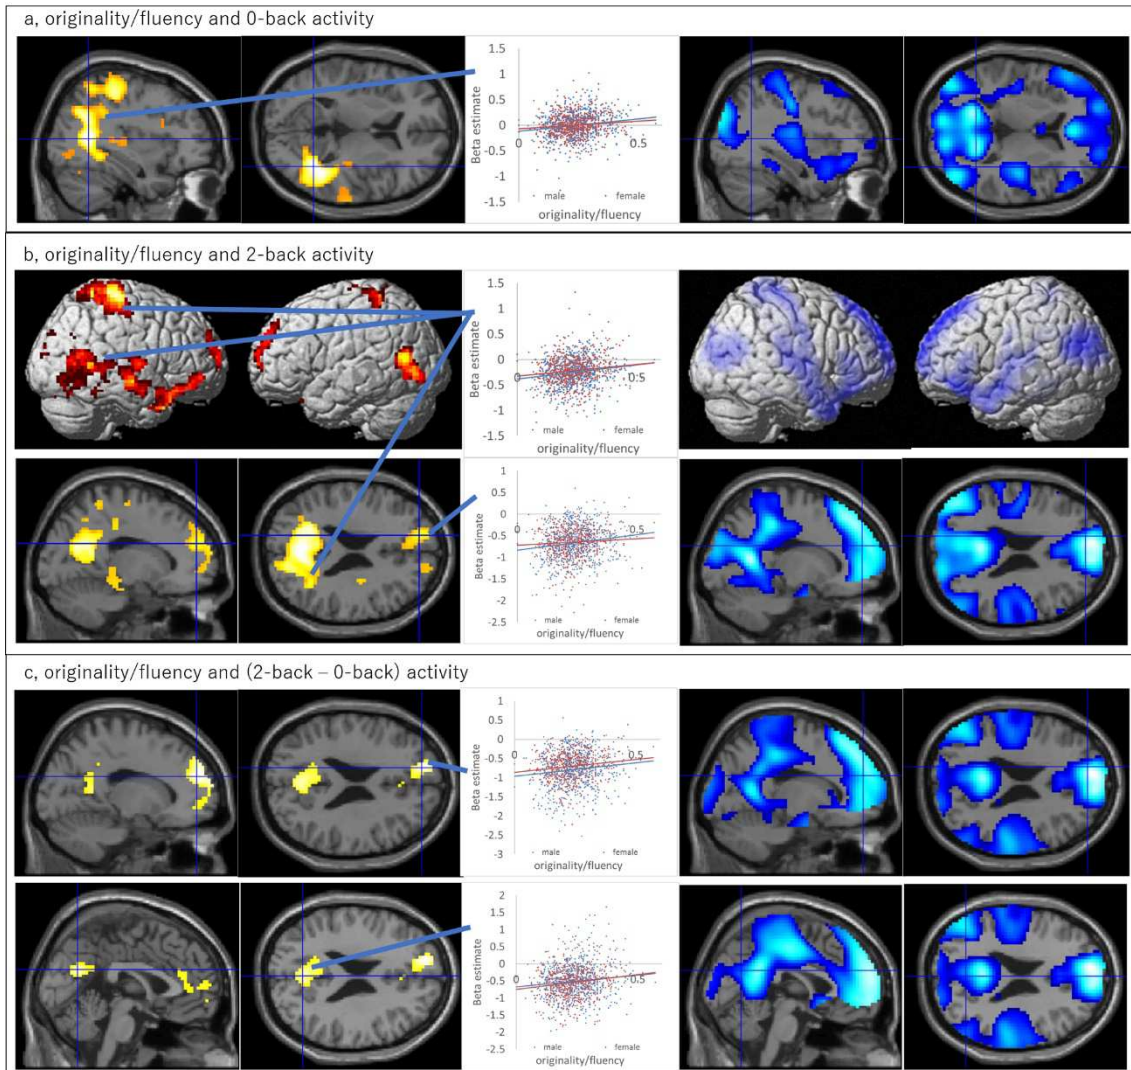 a, originality/fluency and 0-back activity
1.5
1
0.5
0
-0.5
-1
-1.5
0
0.5
Beta estimate
male
female
originality/fluency
b, originality/fluency and 2-back activity
1.5
1
0.5
0
-0.5
-1
-1.5
0
0.5
Beta estimate
male
female
originality/fluency
1
0.5
0
-0.5
-1
-1.5
-2
-2.5
0
0.5
Beta estimate
male
female
originality/fluency
c, originality/fluency and (2-back – 0-back) activity
1
0.5
0
-0.5
-1
-1.5
-2
-2.5
-3
0
0.5
Beta estimate
male
female
originality/fluency
2
1.5
1
0.5
0
-0.5
-1
-1.5
-2
-2.5
0
0.5
Beta estimate
male
female
originality/fluency